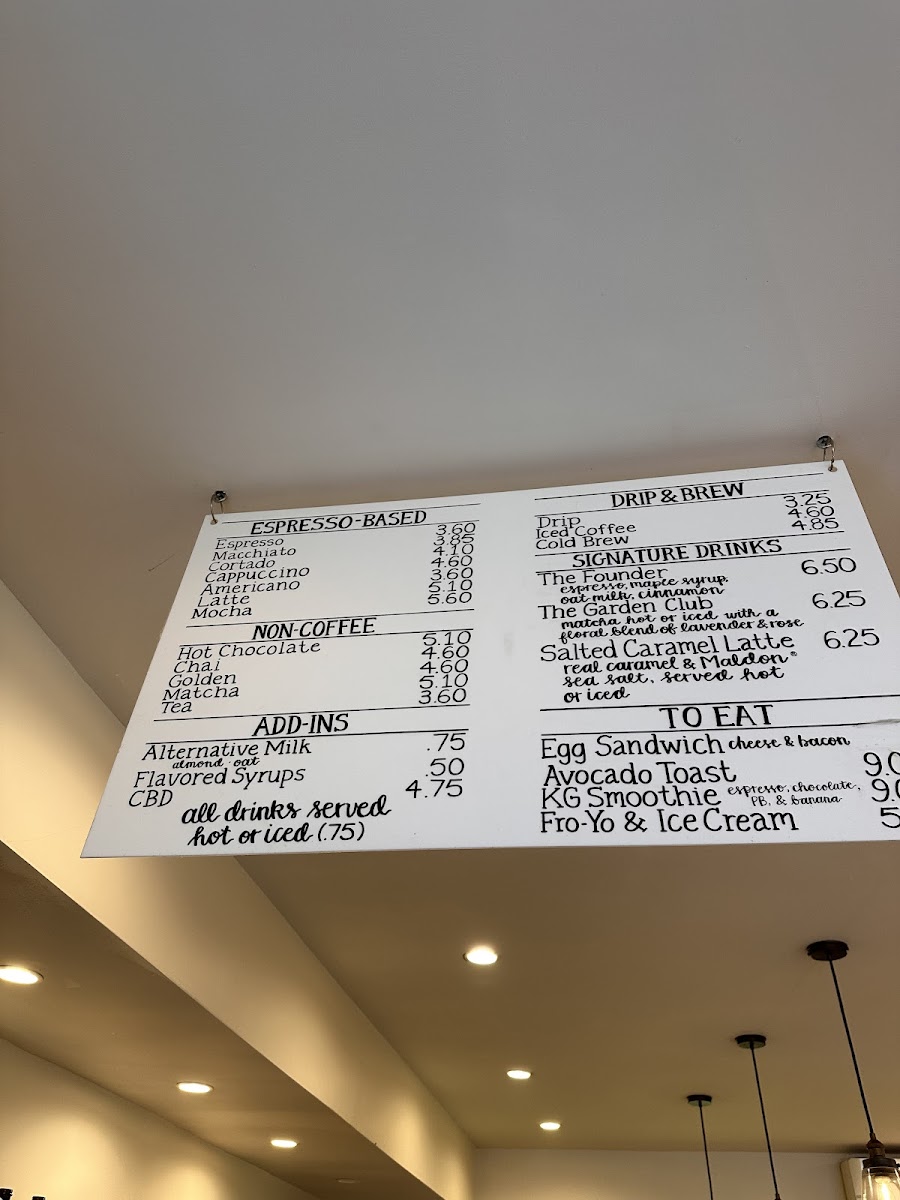 ESPRESSO-BASED
Espresso 3.60
Macchiato 3.85
Cortado 4.10
Cappuccino 4.60
Americano 3.60
Latte 5.10
Mocha 5.60
NON-COFFEE
Hot Chocolate 5.10
Chai 4.60
Golden 4.60
Matcha 5.10
Tea 3.60
ADD-INS
Alternative Milk .75
almond · oat
Flavored Syrups .50
CBD 4.75
all drinks served
hot or iced (.75)
DRIP & BREW
Drip 3.25
Iced Coffee 4.60
Cold Brew 4.85
SIGNATURE DRINKS
The Founder 6.50
espresso, maple syrup,
oat milk, cinnamon
The Garden Club 6.25
matcha hot or iced with a
floral blend of lavender & rose
Salted Caramel Latte 6.25
real caramel & Maldon®
sea salt, served hot
or iced
TO EAT
Egg Sandwich cheese & bacon
Avocado Toast 9.0
KG Smoothie espresso, chocolate,
PB, & banana 9.
Fro-Yo & Ice Cream 5